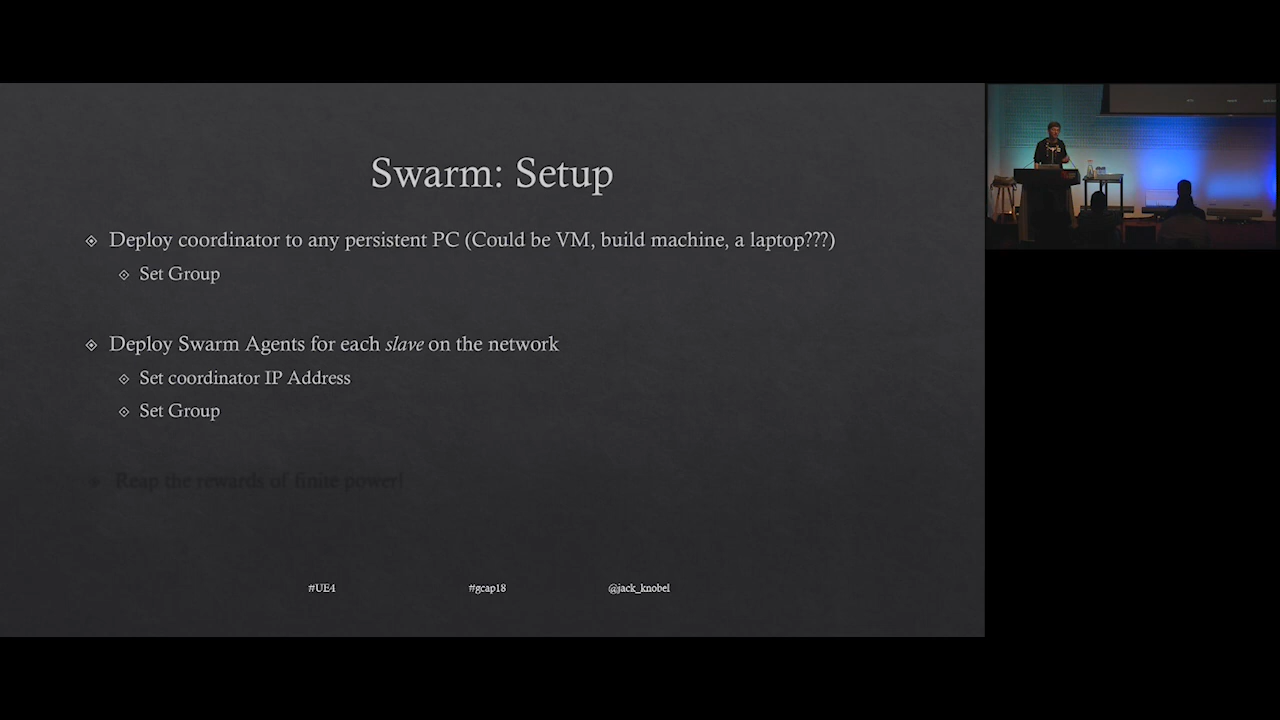 Swarm: Setup
Deploy coordinator to any persistent PC (Could be VM, build machine, a laptop???)
Set Group
Deploy Swarm Agents for each slave on the network
Set coordinator IP Address
Set Group
Reap the rewards of finite power!
#UE4
#gcap18
@jack_knobel